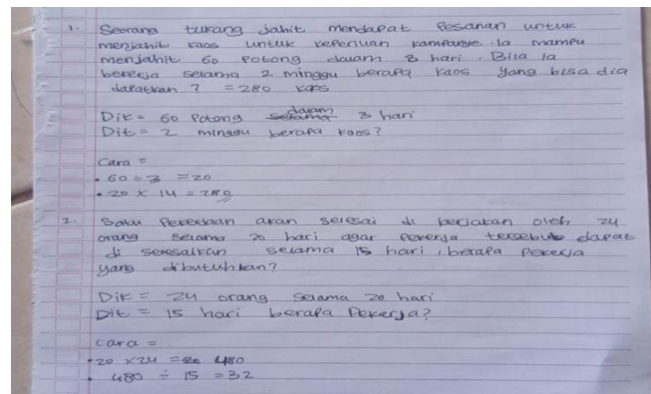 1. Seorang tukang jahit mendapat Pesanan untuk
menjahit kaos untuk keperluan kampanye. Ia mampu
menjahit 60 Potong dalam 3 hari. Bila Ia
bekerja selama 2 minggu berapa kaos yang bisa dia
dapatkan ? = 280 kaos
Dik = 60 Potong dalam 3 hari
Dit = 2 minggu berapa kaos?
Cara =
• 60 ÷ 3 = 20
• 20 x 14 = 280
2. Satu Pekerjaan akan selesai di kerjakan oleh 24
orang selama 20 hari agar Pekerja tersebut dapat
di selesaikan selama 15 hari, berapa Pekerja
yang dibutuhkan?
Dik = 24 orang selama 20 hari
Dit = 15 hari berapa Pekerja?
cara =
• 20 x 24 = 480
• 480 ÷ 15 = 32